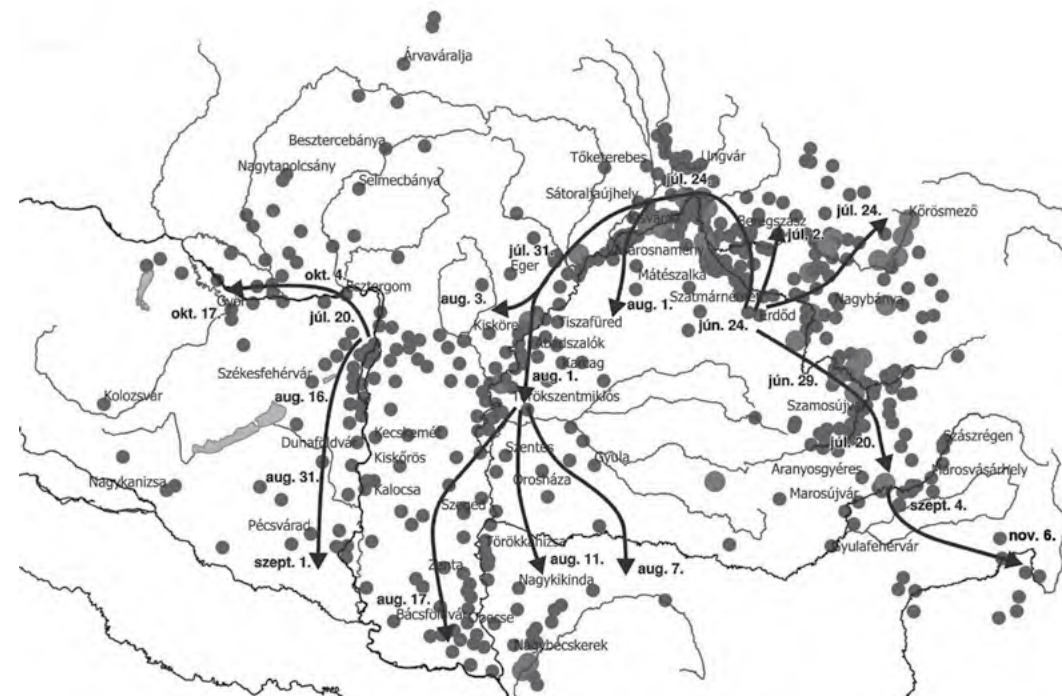 Árvaváralja
Besztercebánya
Nagytapolcsány
Selmecbánya
Tőketerebes
Ungvár
Sátoraljaújhely
júl. 24.
júl. 24.
Kőrösmező
Beregszász
júl. 2.
júl. 31.
Eger
Mátészalka
okt. 4.
Esztergom
aug. 3.
aug. 1.
Szatmárnémeti
Erdőd
Nagybánya
Győr
okt. 17.
júl. 20.
Kisköre
Tiszafüred
jún. 24.
Abádszalók
Karcag
Székesfehérvár
aug. 1.
jún. 29.
Kolozsvár
aug. 16.
Törökszentmiklós
Szamosújvár
Dunaföldvár
Kecskemét
Szentes
júl. 20.
Szászrégen
Kiskőrös
Gyula
Nagykanizsa
aug. 31.
Kalocsa
Orosháza
Aranyosgyéres
Marosvásárhely
Szeged
Marosújvár
szept. 4.
Pécsvárad
Törökkanizsa
Gyulafehérvár
nov. 6.
szept. 1.
Zenta
aug. 11.
aug. 7.
Nagykikinda
aug. 17.
Bácsföldvár
Óbecse
Nagybecskerek